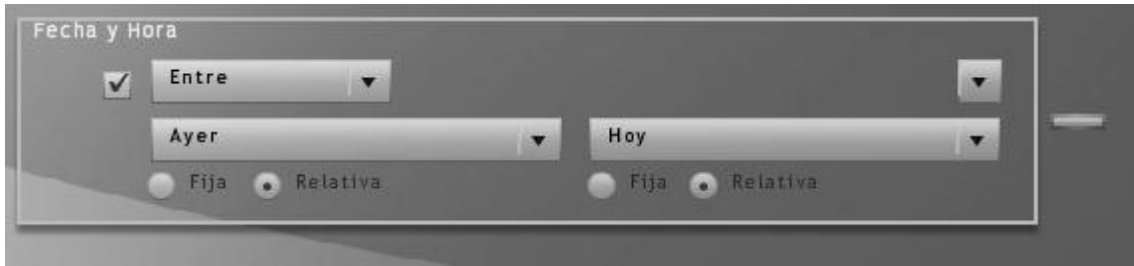 Fecha y Hora
Entre
Ayer Hoy
Fija Relativa Fija Relativa